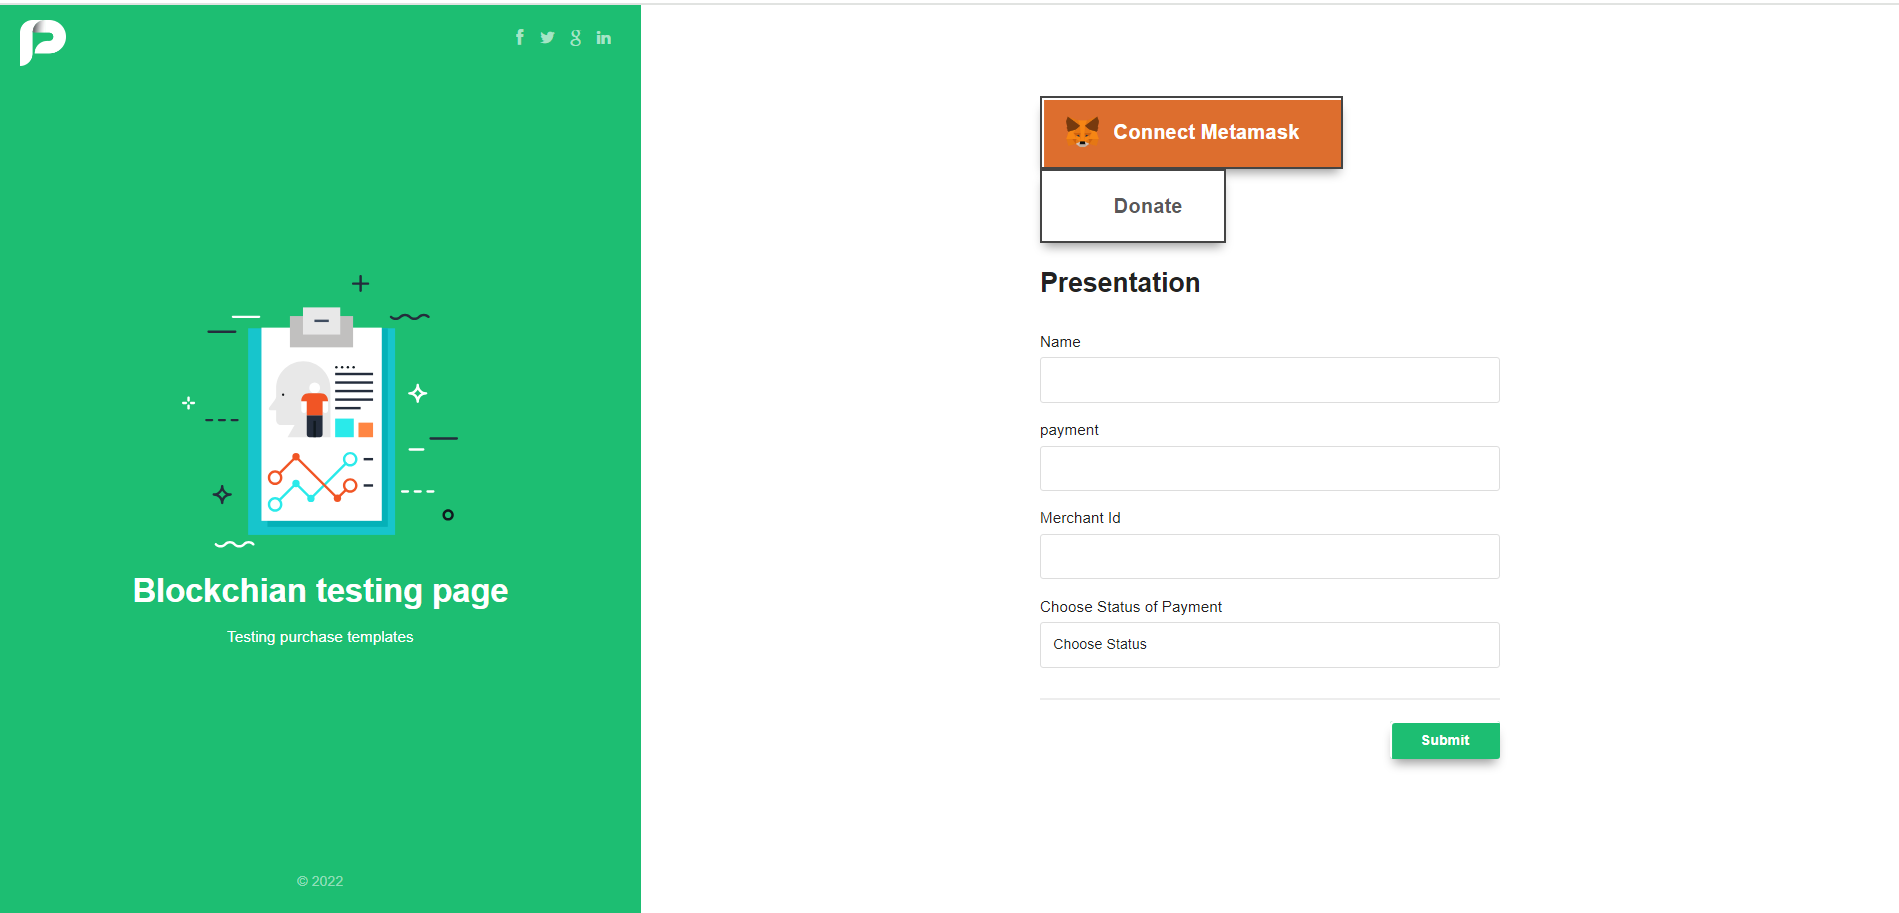 Blockchian testing page
Testing purchase templates
© 2022
Connect Metamask
Donate
Presentation
Name
payment
Merchant Id
Choose Status of Payment
Choose Status
Submit